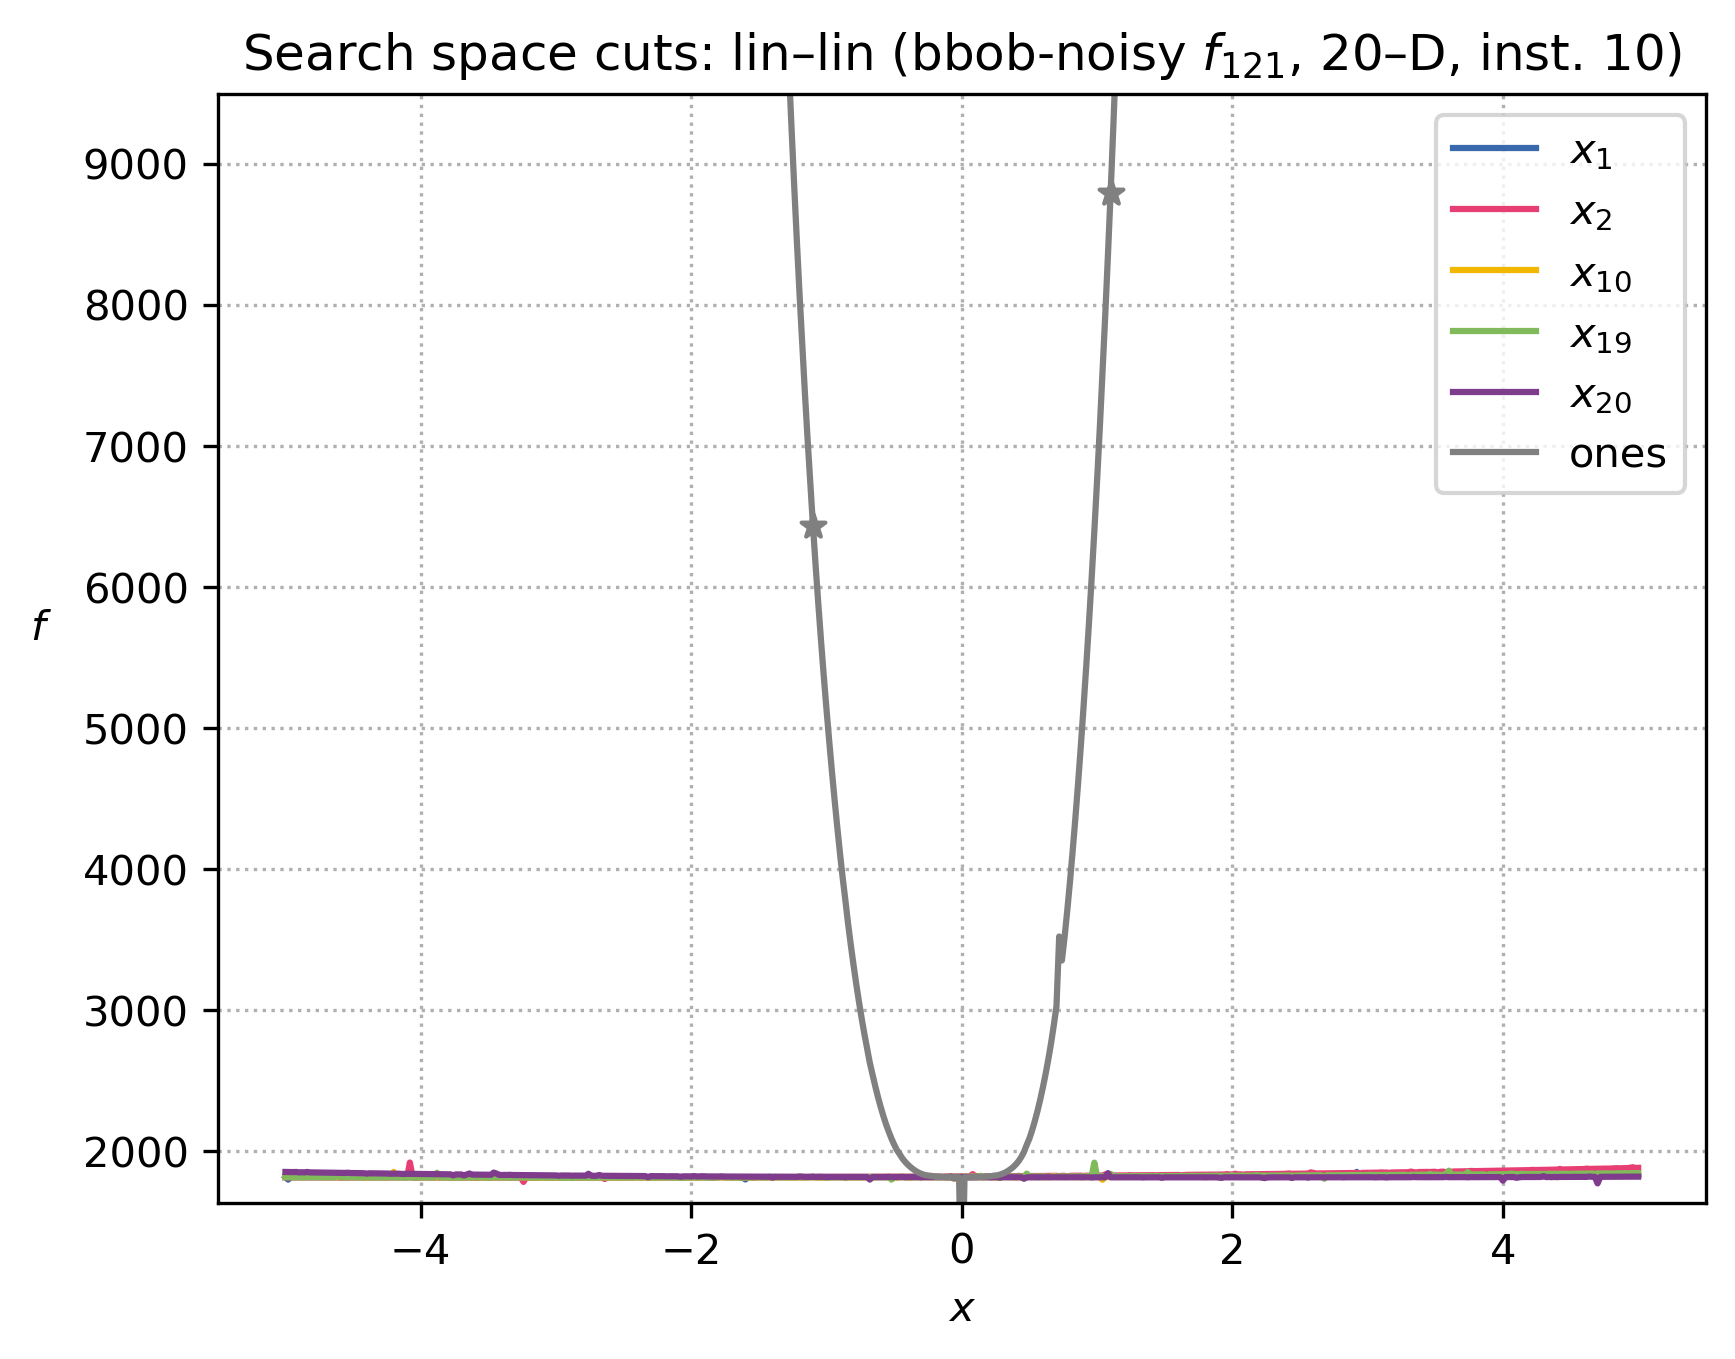 Search space cuts: lin–lin (bbob-noisy f₁₂₁, 20–D, inst. 10)
9000
8000
7000
6000
5000
4000
3000
2000
f
−4
−2
0
2
4
x
x₁
x₂
x₁₀
x₁₉
x₂₀
ones